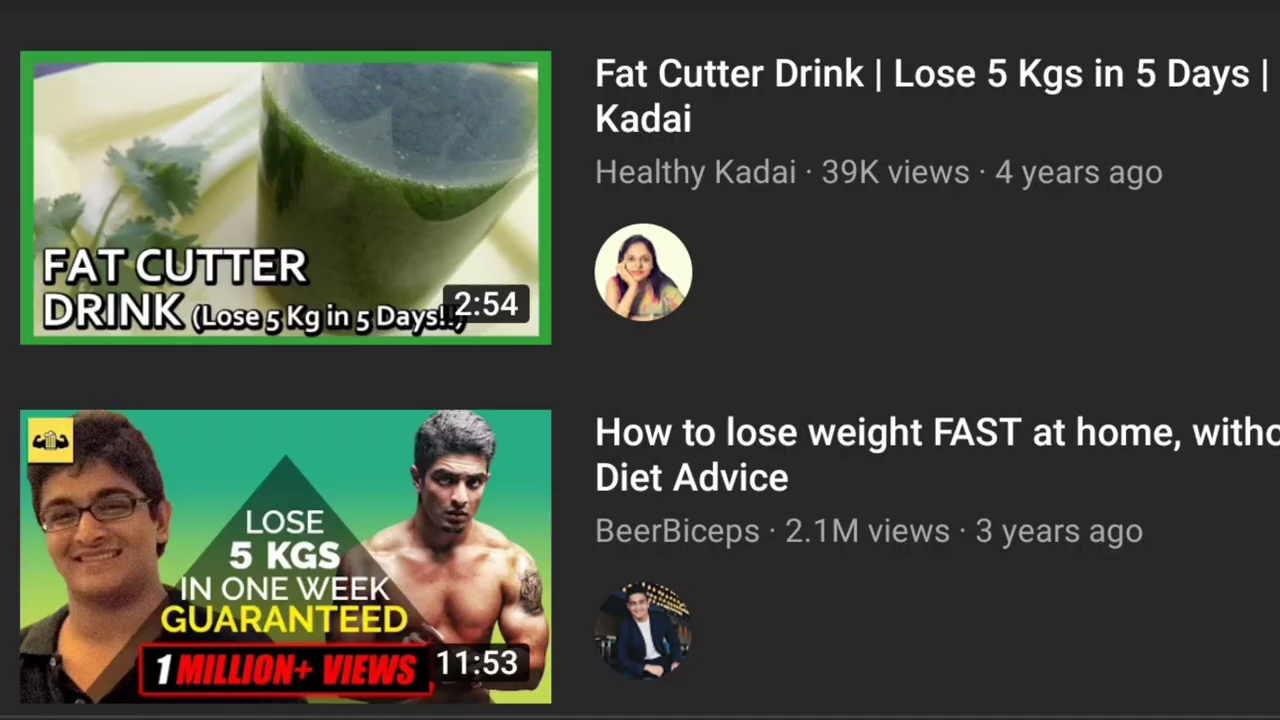 FAT CUTTER
DRINK (Lose 5 Kg in 5 Days!!)
2:54
Fat Cutter Drink | Lose 5 Kgs in 5 Days |
Kadai
Healthy Kadai · 39K views · 4 years ago
LOSE
5 KGS
IN ONE WEEK
GUARANTEED
1 MILLION+ VIEWS
11:53
How to lose weight FAST at home, witho
Diet Advice
BeerBiceps · 2.1M views · 3 years ago